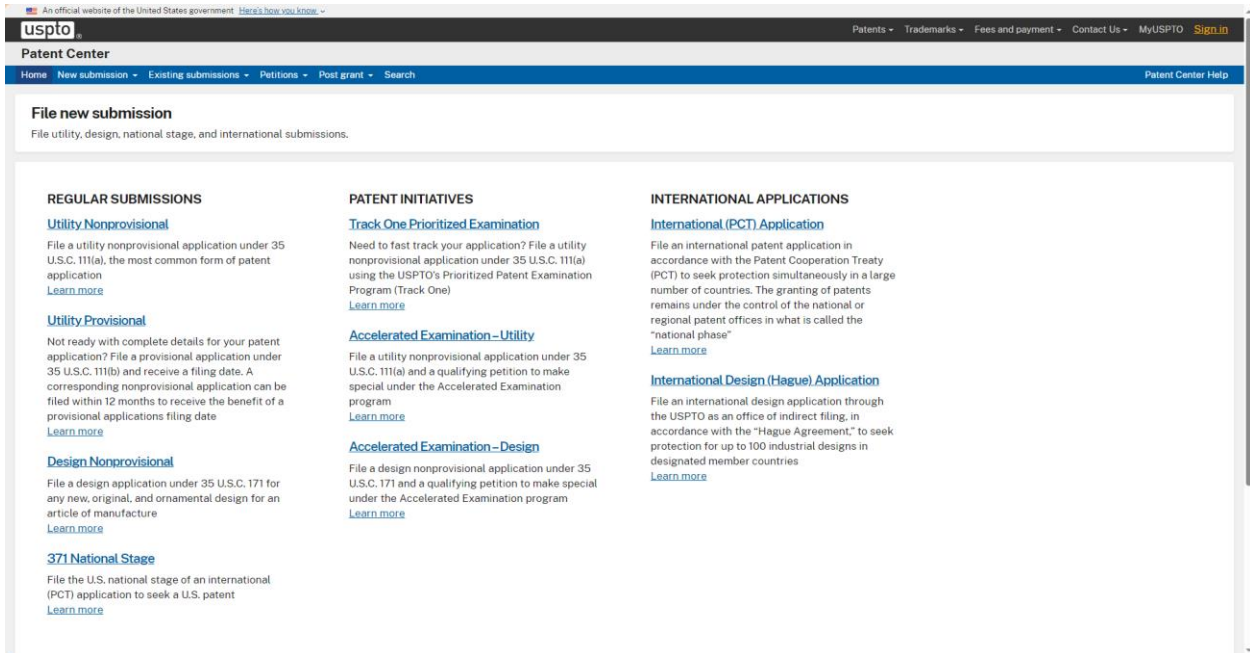 An official website of the United States government Here's how you know
uspto®
Patents Trademarks Fees and payment Contact Us MyUSPTO Sign in
Patent Center
Home New submission Existing submissions Petitions Post grant Search Patent Center Help
File new submission
File utility, design, national stage, and international submissions.
REGULAR SUBMISSIONS
Utility Nonprovisional
File a utility nonprovisional application under 35
U.S.C. 111(a), the most common form of patent
application
Learn more
Utility Provisional
Not ready with complete details for your patent
application? File a provisional application under
35 U.S.C. 111(b) and receive a filing date. A
corresponding nonprovisional application can be
filed within 12 months to receive the benefit of a
provisional applications filing date
Learn more
Design Nonprovisional
File a design application under 35 U.S.C. 171 for
any new, original, and ornamental design for an
article of manufacture
Learn more
371 National Stage
File the U.S. national stage of an international
(PCT) application to seek a U.S. patent
Learn more
PATENT INITIATIVES
Track One Prioritized Examination
Need to fast track your application? File a utility
nonprovisional application under 35 U.S.C. 111(a)
using the USPTO's Prioritized Patent Examination
Program (Track One)
Learn more
Accelerated Examination – Utility
File a utility nonprovisional application under 35
U.S.C. 111(a) and a qualifying petition to make
special under the Accelerated Examination
program
Learn more
Accelerated Examination – Design
File a design nonprovisional application under 35
U.S.C. 171 and a qualifying petition to make special
under the Accelerated Examination program
Learn more
INTERNATIONAL APPLICATIONS
International (PCT) Application
File an international patent application in
accordance with the Patent Cooperation Treaty
(PCT) to seek protection simultaneously in a large
number of countries. The granting of patents
remains under the control of the national or
regional patent offices in what is called the
“national phase”
Learn more
International Design (Hague) Application
File an international design application through
the USPTO as an office of indirect filing, in
accordance with the “Hague Agreement,” to seek
protection for up to 100 industrial designs in
designated member countries
Learn more